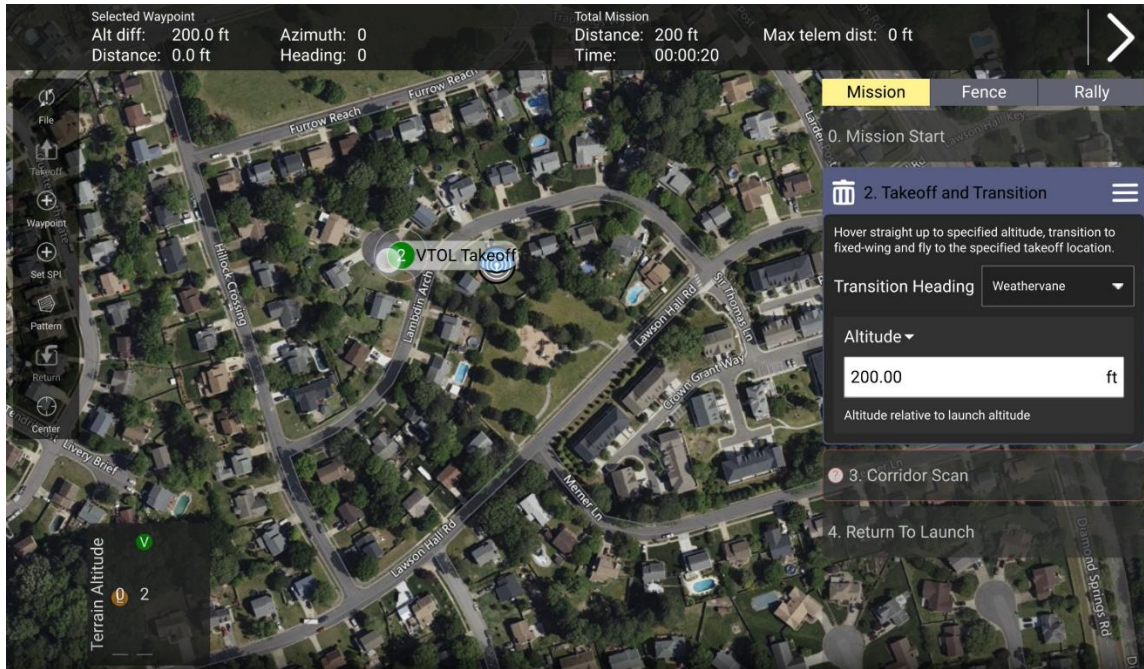 Selected Waypoint
Alt diff: 200.0 ft Azimuth: 0
Distance: 0.0 ft Heading: 0
Total Mission
Distance: 200 ft Max telem dist: 0 ft
Time: 00:00:20
File
Takeoff
Waypoint
Set SPI
Pattern
Return
Center
Mission Fence Rally
0. Mission Start
2. Takeoff and Transition
Hover straight up to specified altitude, transition to
fixed-wing and fly to the specified takeoff location.
Transition Heading Weathervane
Altitude
200.00 ft
Altitude relative to launch altitude
? 3. Corridor Scan
4. Return To Launch
Furrow Reach
Furrow Reach
2 VTOL Takeoff
Hillock Crossing
Lambdin Arch
Lawson Hall Rd
Sir Thomas Ln
Crown Grant Way
Merner Ln
Lawson Hall Rd
Livery Brief
Lawson Hall Key
Diamond Springs Rd
Terrain Altitude
V
0 2